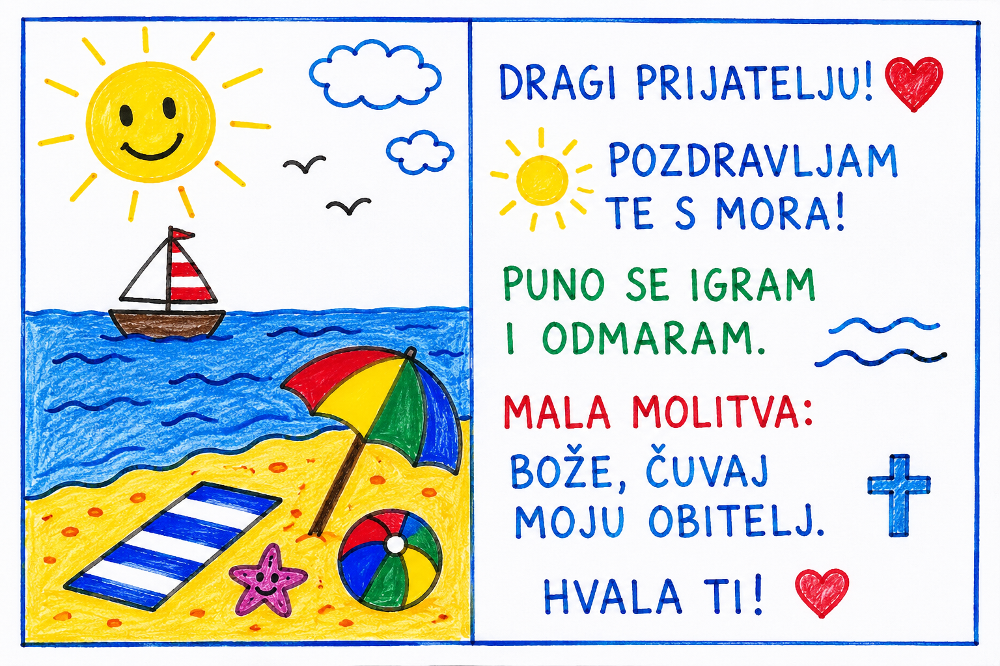 DRAGI PRIJATELJU!
POZDRAVLJAM
TE S MORA!
PUNO SE IGRAM
I ODMARAM.
MALA MOLITVA:
BOŽE, ČUVAJ
MOJU OBITELJ.
HVALA TI!